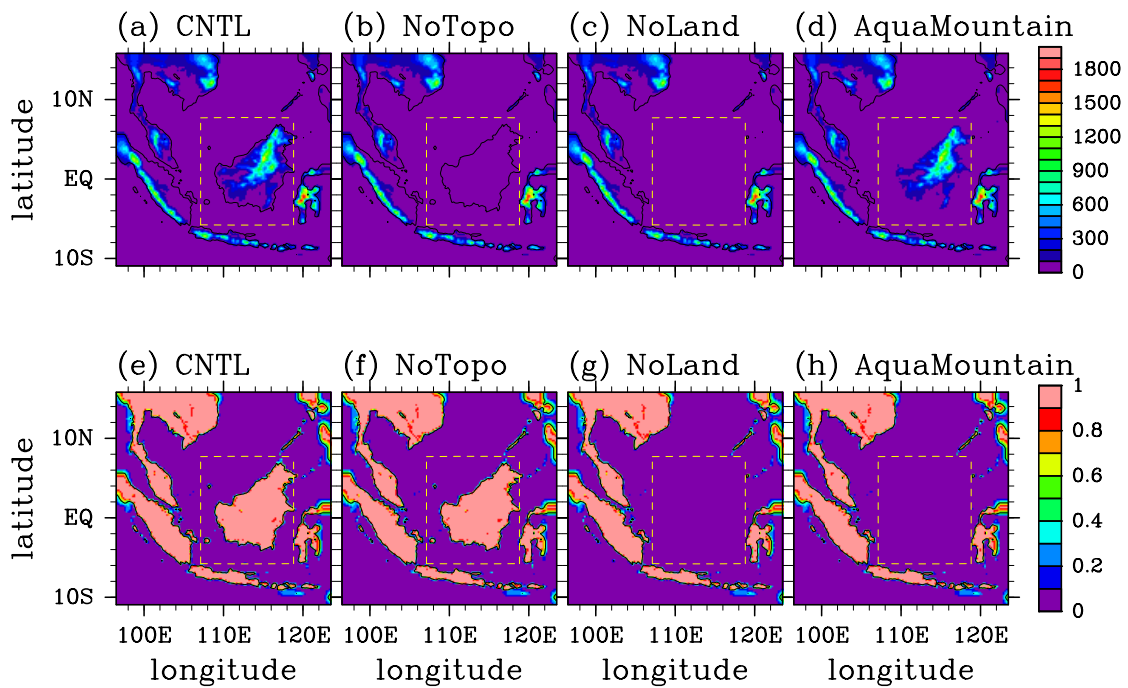 (a) CNTL
(b) NoTopo
(c) NoLand
(d) AquaMountain
latitude
10N
EQ
10S
1800
1500
1200
900
600
300
0
(e) CNTL
(f) NoTopo
(g) NoLand
(h) AquaMountain
latitude
10N
EQ
10S
1
0.8
0.6
0.4
0.2
0
100E 110E 120E
100E 110E 120E
100E 110E 120E
100E 110E 120E
longitude
longitude
longitude
longitude